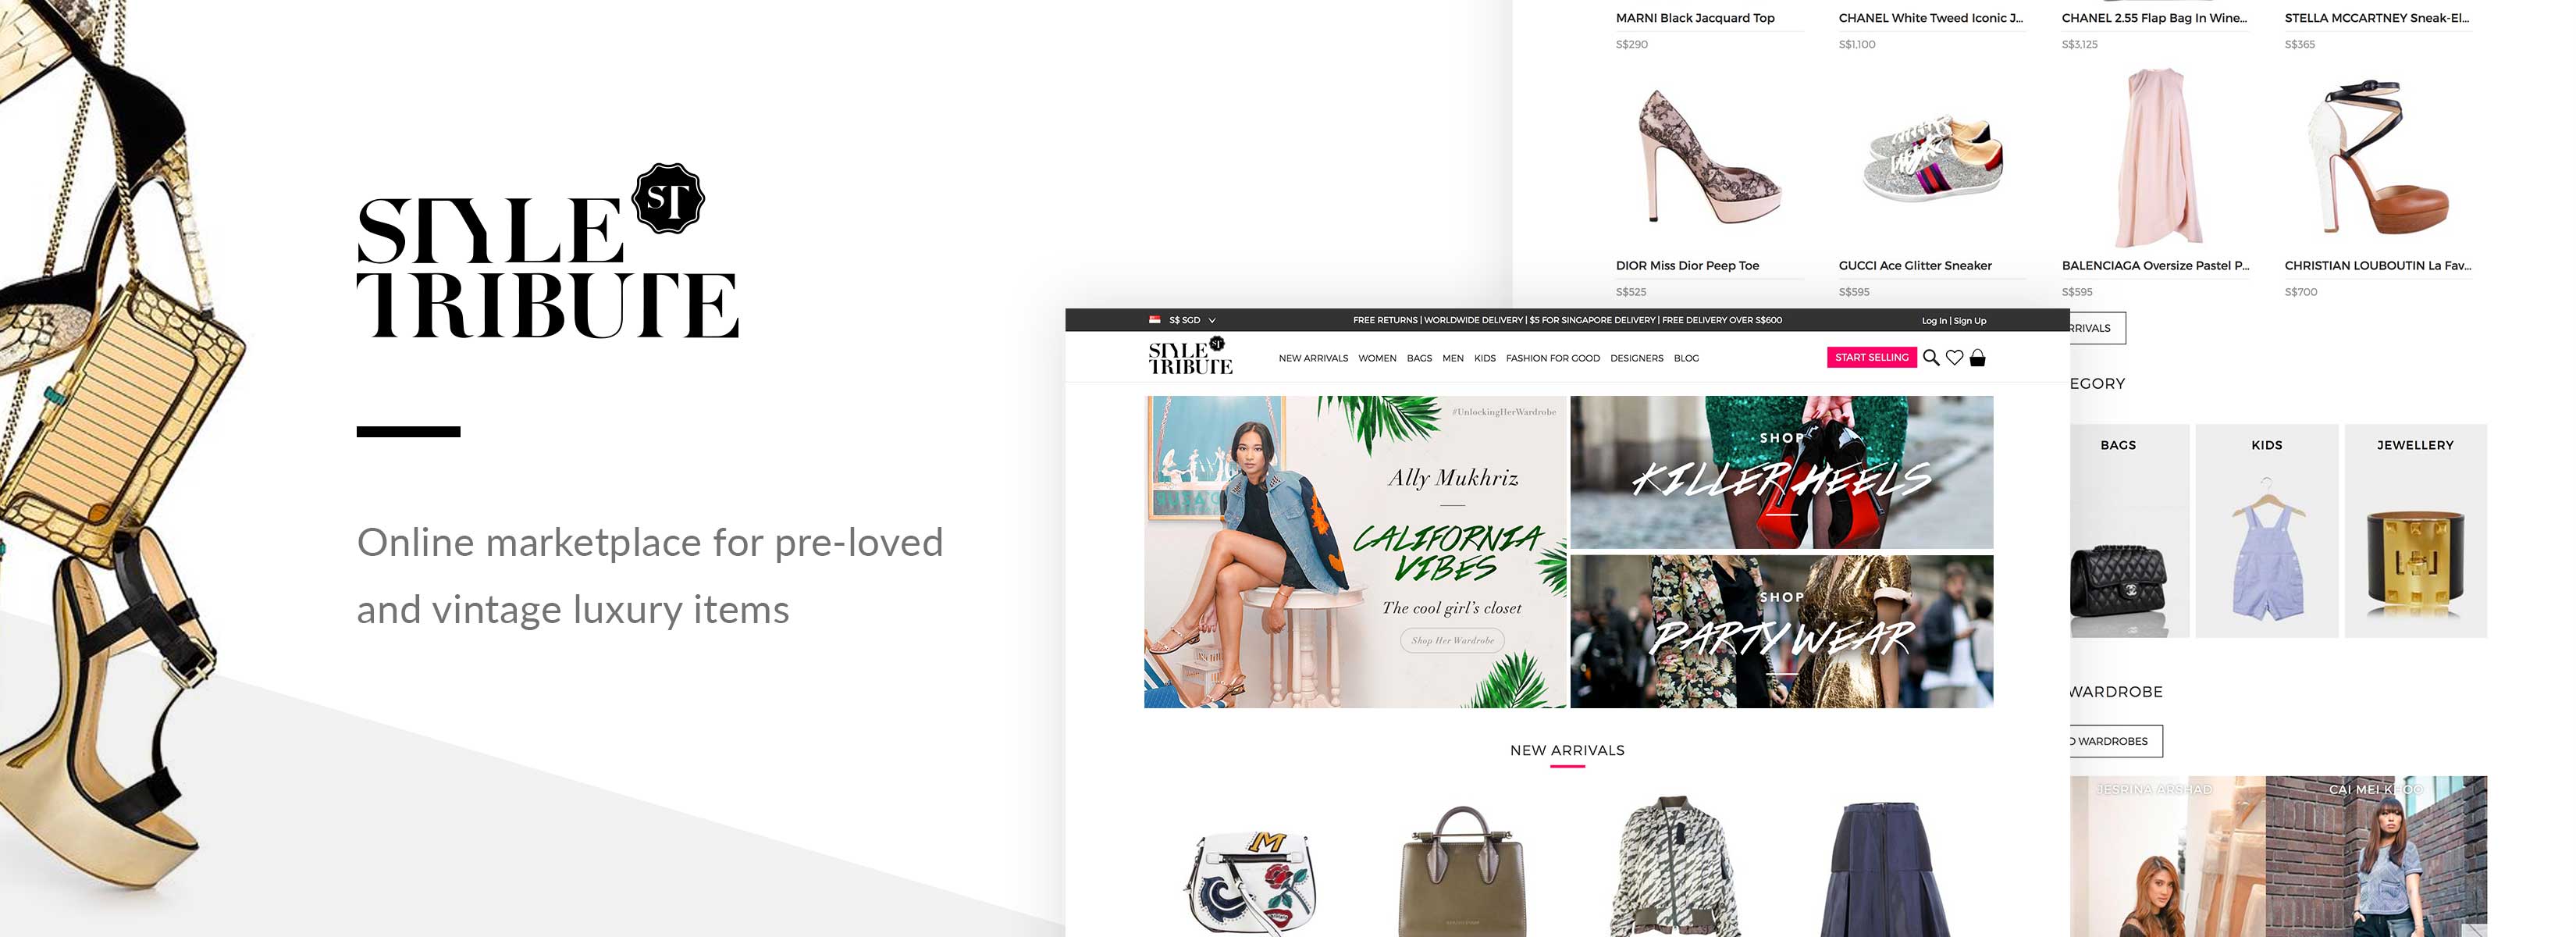 STYLE ST
TRIBUTE
Online marketplace for pre-loved
and vintage luxury items
MARNI Black Jacquard Top
CHANEL White Tweed Iconic J...
CHANEL 2.55 Flap Bag In Wine...
STELLA MCCARTNEY Sneak-El...
S$290
S$1,100
S$3,125
S$365
DIOR Miss Dior Peep Toe
GUCCI Ace Glitter Sneaker
BALENCIAGA Oversize Pastel P...
CHRISTIAN LOUBOUTIN La Fav...
S$525
S$595
S$595
S$700
RRIVALS
EGORY
BAGS
KIDS
JEWELLERY
WARDROBE
D WARDROBES
JESRINA ARSHAD
CAI MEI KHOO
S$ SGD
FREE RETURNS | WORLDWIDE DELIVERY | $5 FOR SINGAPORE DELIVERY | FREE DELIVERY OVER S$600
Log In | Sign Up
STYLE ST
TRIBUTE
NEW ARRIVALS WOMEN BAGS MEN KIDS FASHION FOR GOOD DESIGNERS BLOG
START SELLING
#UnlockingHerWardrobe
Ally Mukhriz
CALIFORNIA
VIBES
The cool girl's closet
Shop Her Wardrobe
SHOP
KILLER HEELS
SHOP
PARTY WEAR
NEW ARRIVALS
M